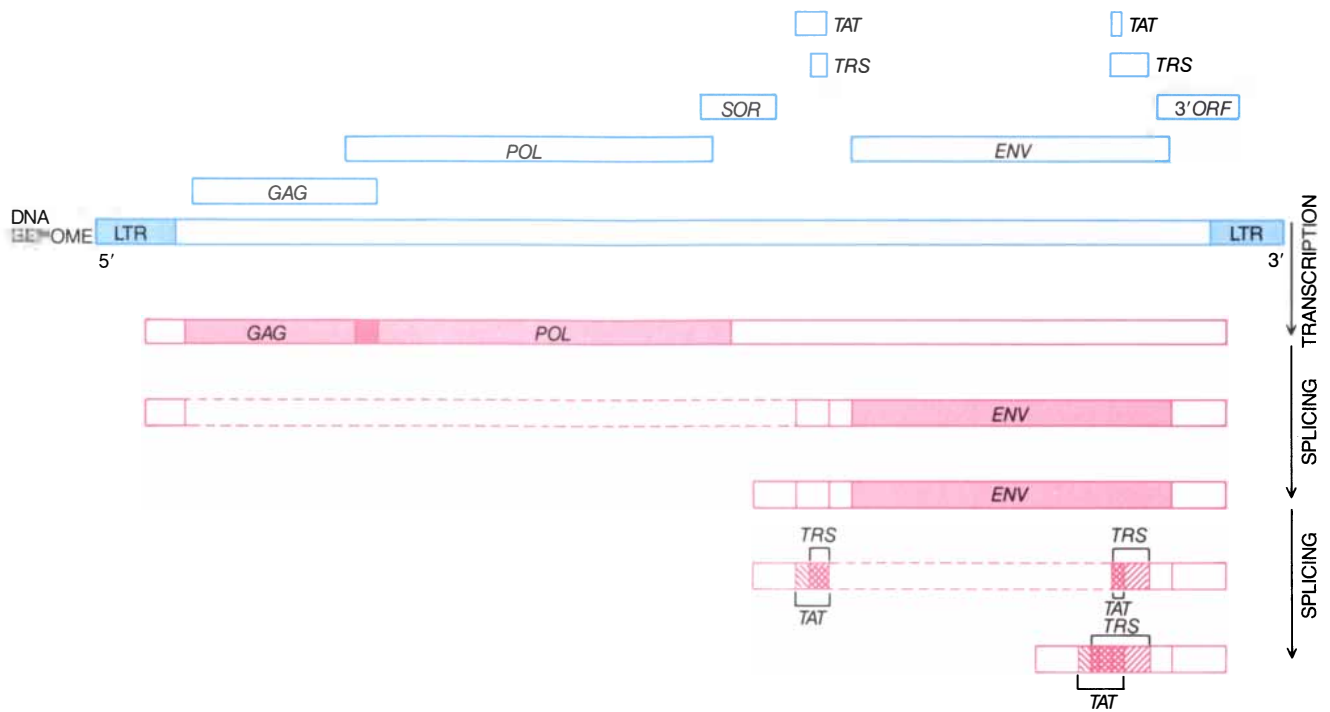 TAT TAT
TRS TRS
SOR 3'ORF
POL ENV
GAG
DNA
LTR LTR
5' 3'
TRANSCRIPTION
GAG POL
ENV
SPLICING
ENV
TRS TRS
TAT TAT
SPLICING
TRS
TAT